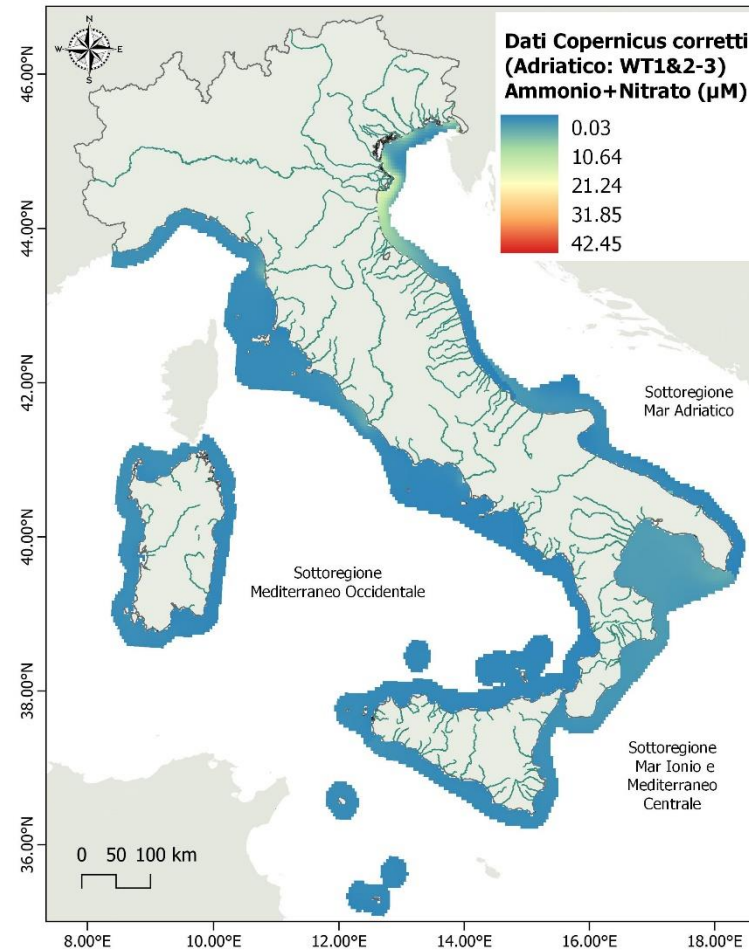 N
W
E
S
Dati Copernicus corretti
(Adriatico: WT1&2-3)
Ammonio+Nitrato (µM)
0.03
10.64
21.24
31.85
42.45
46.00°N
44.00°N
42.00°N
40.00°N
38.00°N
36.00°N
Sottoregione
Mar Adriatico
Sottoregione
Mediterraneo Occidentale
Sottoregione
Mar Ionio e
Mediterraneo
Centrale
0 50 100 km
8.00°E 10.00°E 12.00°E 14.00°E 16.00°E 18.00°E